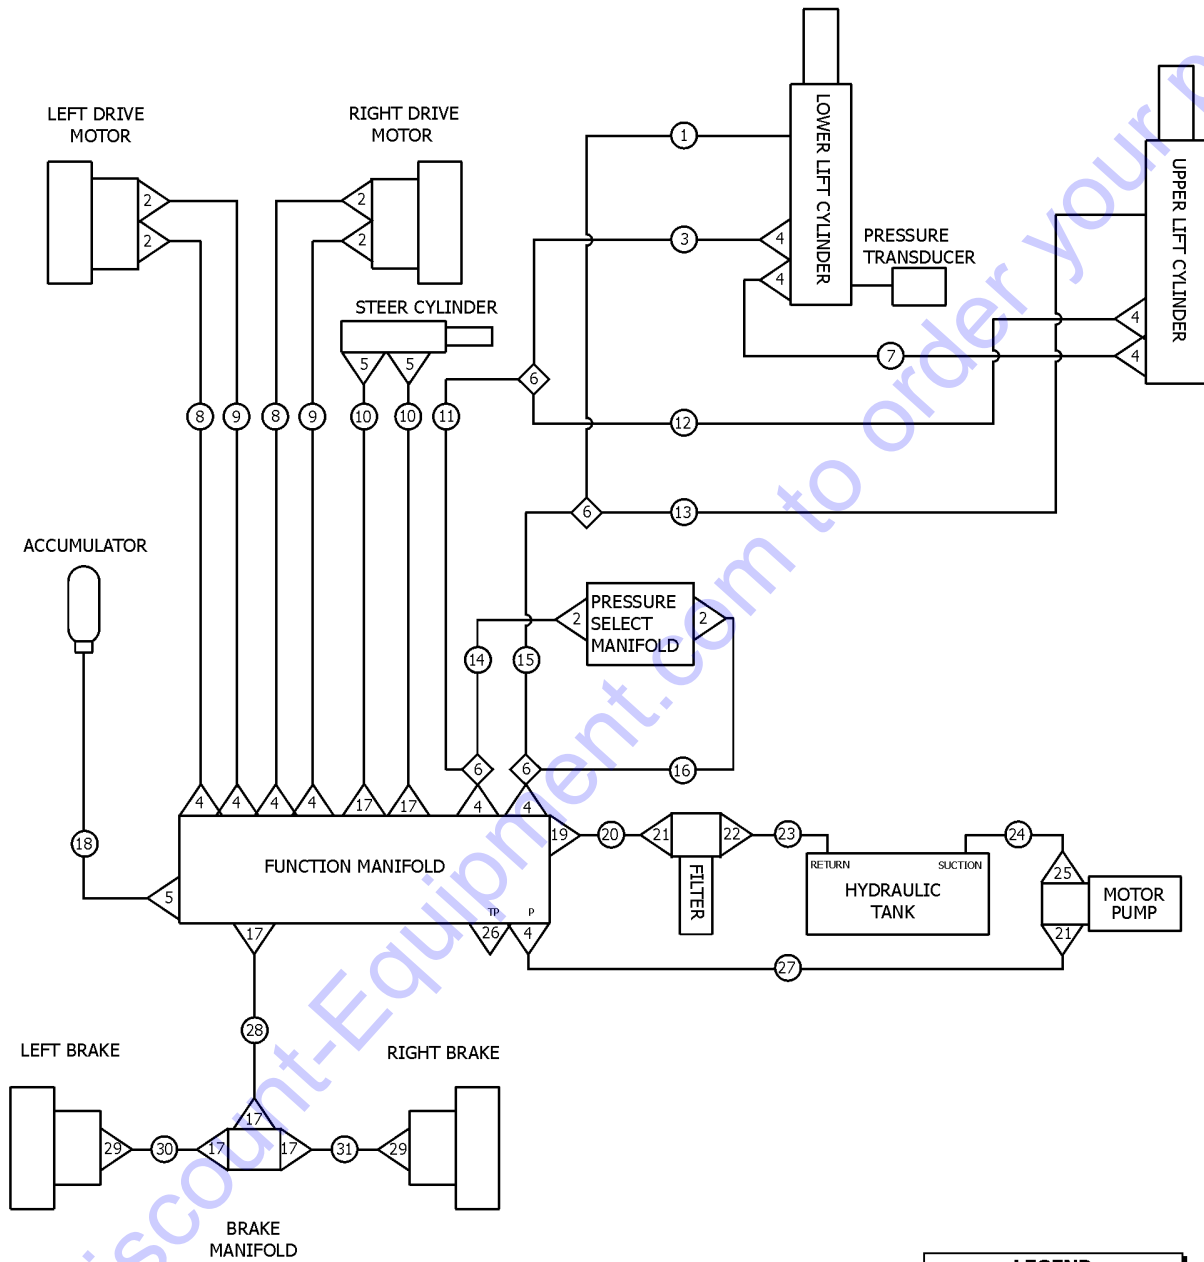 LEFT DRIVE
MOTOR
RIGHT DRIVE
MOTOR
2
2
2
2
STEER CYLINDER
5
5
1
3
4
4
LOWER LIFT CYLINDER
PRESSURE
TRANSDUCER
UPPER LIFT CYLINDER
4
4
7
6
8
9
8
9
10
10
11
12
6
13
ACCUMULATOR
2
PRESSURE
SELECT
MANIFOLD
2
14
15
6
6
16
4
4
4
4
17
17
4
4
18
5
FUNCTION MANIFOLD
19
20
21
22
23
24
FILTER
RETURN
SUCTION
HYDRAULIC
TANK
25
MOTOR
PUMP
21
TP
P
17
26
4
27
28
LEFT BRAKE
RIGHT BRAKE
17
29
30
17
17
31
29
BRAKE
MANIFOLD
LEGEND
iscount-Equipment.com to order your p